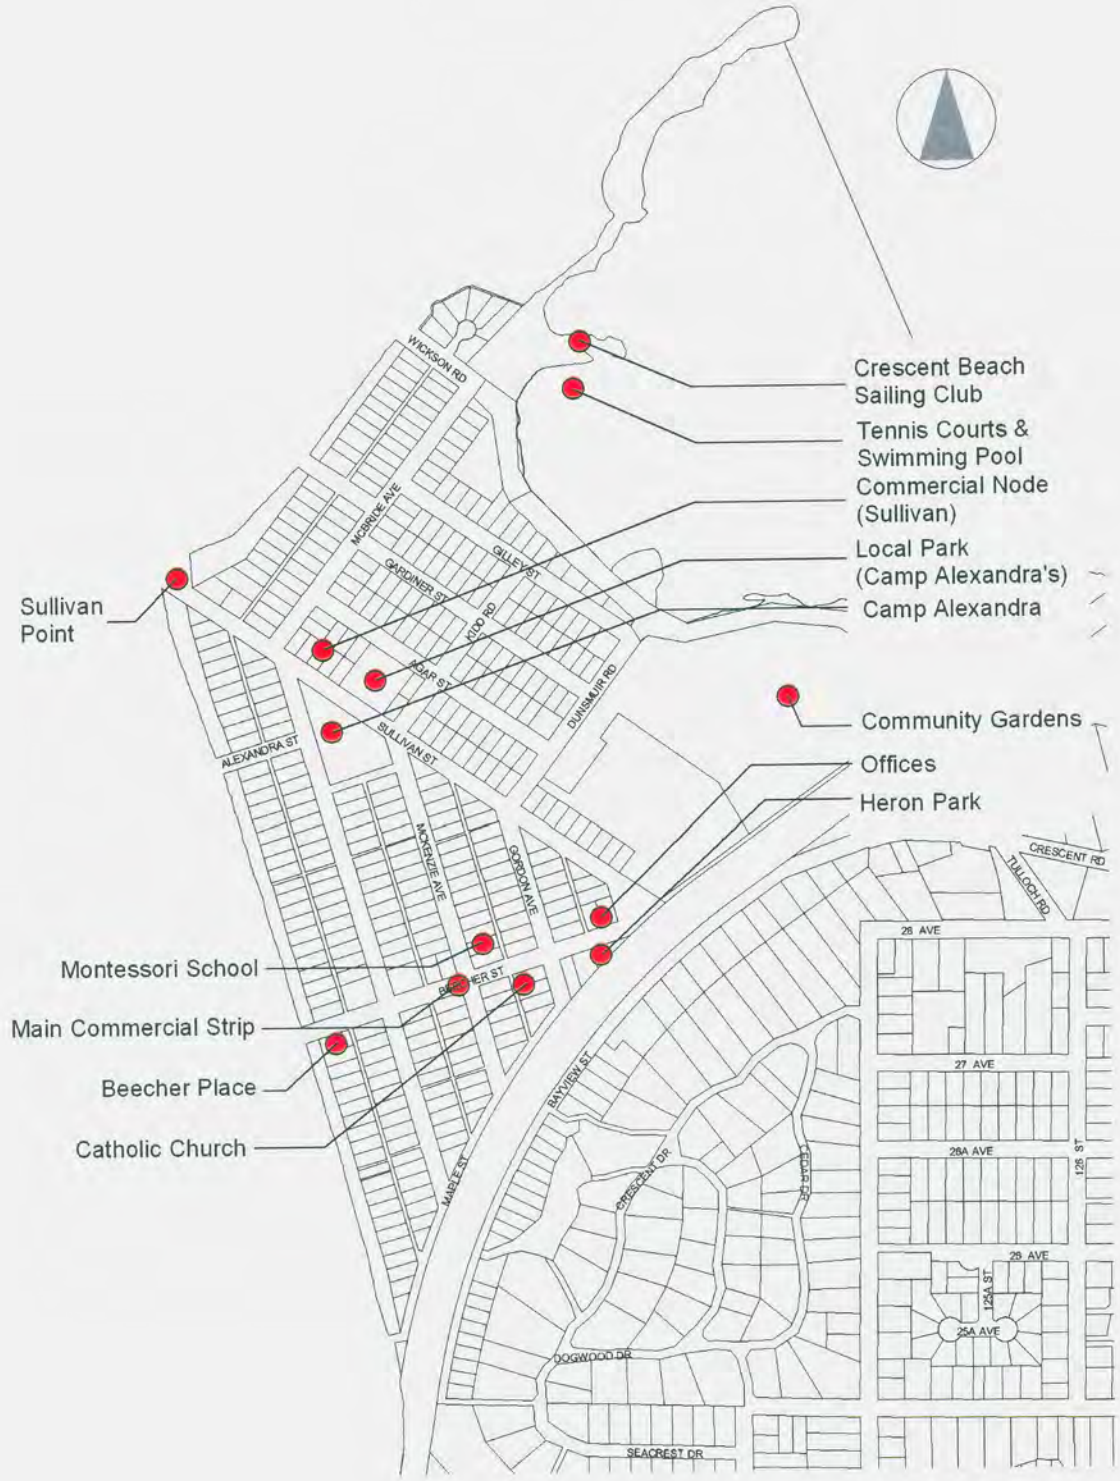 WICKSON RD
Crescent Beach
Sailing Club
Tennis Courts &
Swimming Pool
Commercial Node
(Sullivan)
MCBRIDE AVE
GILLEY ST
GARDINER ST
Local Park
(Camp Alexandra's)
Camp Alexandra
Sullivan
Point
KIDD RD
AGAR ST
DUNSMUIR RD
Community Gardens
SULLIVAN ST
ALEXANDRA ST
Offices
Heron Park
MCKENZIE AVE
GORDON AVE
CRESCENT RD
TULLOCH RD
28 AVE
Montessori School
BEECHER ST
Main Commercial Strip
Beecher Place
Catholic Church
BAYVIEW ST
27 AVE
MAPLE ST
CRESCENT DR
CEDAR DR
26A AVE
126 ST
26 AVE
125A ST
25A AVE
DOGWOOD DR
SEACREST DR